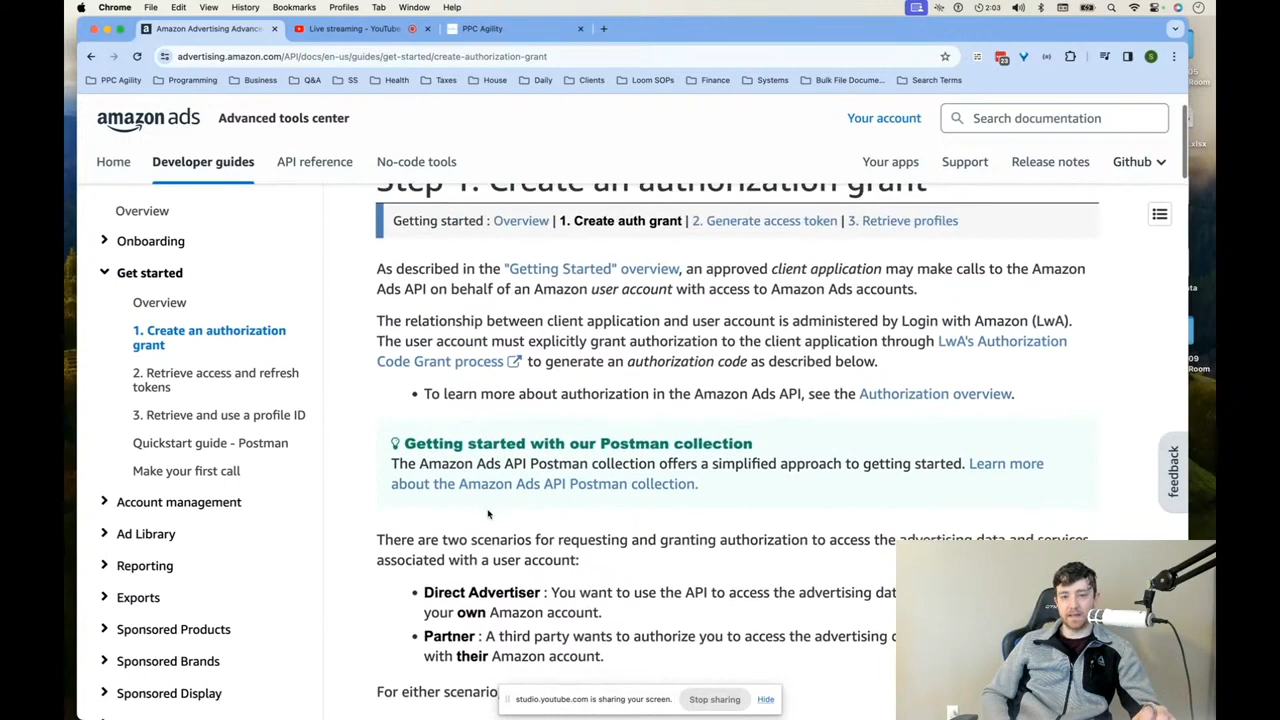 Chrome File Edit View History Bookmarks Profiles Tab Window Help 2:03
Amazon Advertising Advance Live streaming - YouTube PPC Agility
advertising.amazon.com/API/docs/en-us/guides/get-started/create-authorization-grant
23
S
PPC Agility Programming Business Q&A SS Health Taxes House Daily Clients Loom SOPs Finance Systems Bulk File Docume... Search Terms
amazon ads Advanced tools center Your account Search documentation
Home Developer guides API reference No-code tools Your apps Support Release notes Github
Step 1: Create an authorization grant
Getting started : Overview | 1. Create auth grant | 2. Generate access token | 3. Retrieve profiles
Overview
Onboarding
Get started
Overview
1. Create an authorization
grant
2. Retrieve access and refresh
tokens
3. Retrieve and use a profile ID
Quickstart guide - Postman
Make your first call
Account management
Ad Library
Reporting
Exports
Sponsored Products
Sponsored Brands
Sponsored Display
As described in the "Getting Started" overview, an approved client application may make calls to the Amazon
Ads API on behalf of an Amazon user account with access to Amazon Ads accounts.
The relationship between client application and user account is administered by Login with Amazon (LwA).
The user account must explicitly grant authorization to the client application through LwA's Authorization
Code Grant process to generate an authorization code as described below.
• To learn more about authorization in the Amazon Ads API, see the Authorization overview.
Getting started with our Postman collection
The Amazon Ads API Postman collection offers a simplified approach to getting started. Learn more
about the Amazon Ads API Postman collection.
There are two scenarios for requesting and granting authorization to access the advertising data and services
associated with a user account:
• Direct Advertiser : You want to use the API to access the advertising dat
your own Amazon account.
• Partner : A third party wants to authorize you to access the advertising
with their Amazon account.
For either scenario
feedback
studio.youtube.com is sharing your screen. Stop sharing Hide
05
Room
.xlsx
ata
09
Room